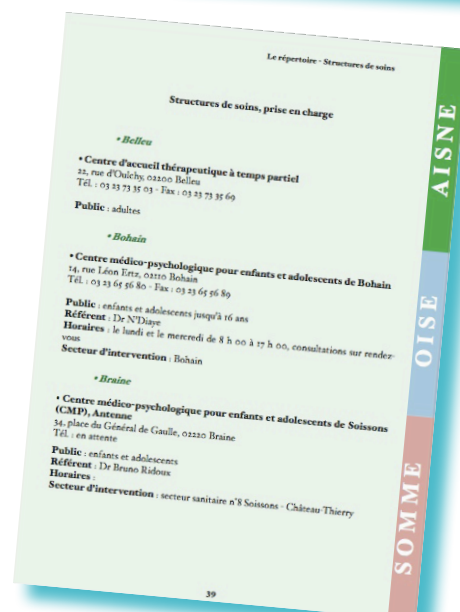 Le répertoire - Structures de soins
Structures de soins, prise en charge
• Belleu
• Centre d'accueil thérapeutique à temps partiel
22, rue d'Oulchy, 02200 Belleu
Tél. : 03 23 73 35 03 - Fax : 03 23 73 35 69
Public : adultes
• Bohain
• Centre médico-psychologique pour enfants et adolescents de Bohain
14, rue Léon Ertz, 02110 Bohain
Tél. : 03 23 65 56 80 - Fax : 03 23 65 56 89
Public : enfants et adolescents jusqu'à 16 ans
Référent : Dr N'Diaye
Horaires : le lundi et le mercredi de 8 h 00 à 17 h 00, consultations sur rendez-
vous
Secteur d'intervention : Bohain
• Braine
• Centre médico-psychologique pour enfants et adolescents de Soissons
(CMP), Antenne
34, place du Général de Gaulle, 02220 Braine
Tél. : en attente
Public : enfants et adolescents
Référent : Dr Bruno Ridoux
Horaires :
Secteur d'intervention : secteur sanitaire n°8 Soissons - Château-Thierry
39
AISNE
OISE
SOMME